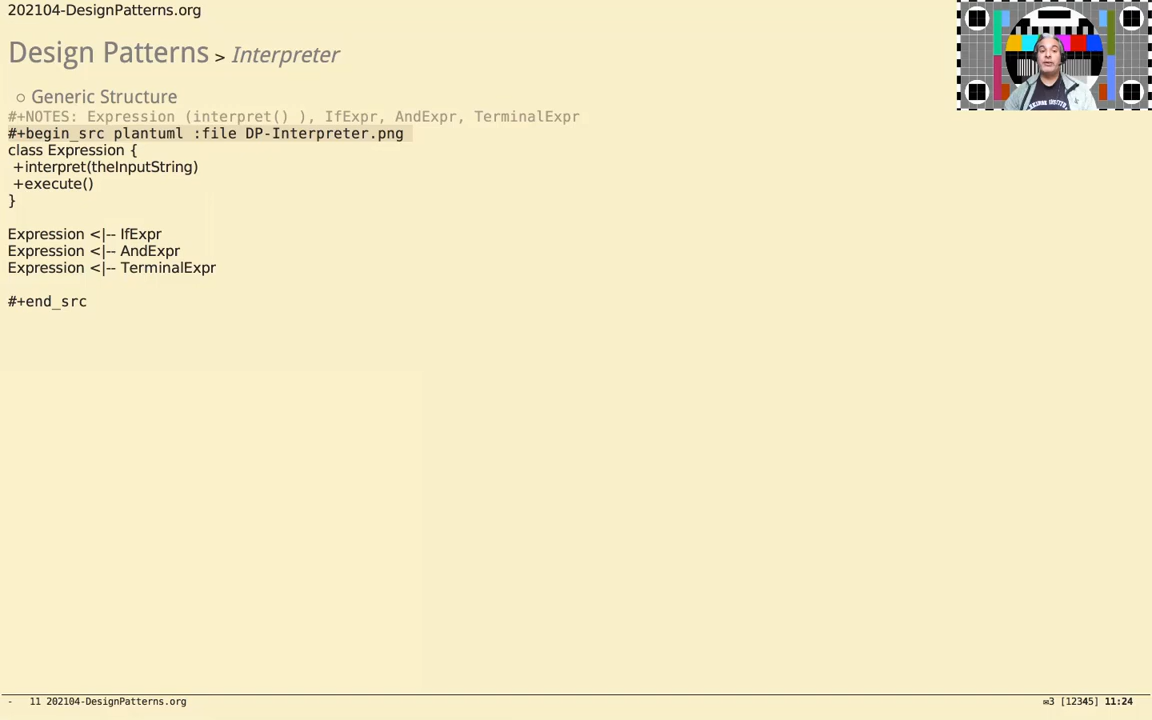 202104-DesignPatterns.org
Design Patterns > Interpreter
○ Generic Structure
#+NOTES: Expression (interpret() ), IfExpr, AndExpr, TerminalExpr
#+begin_src plantuml :file DP-Interpreter.png
class Expression {
+interpret(theInputString)
+execute()
}
Expression <|-- IfExpr
Expression <|-- AndExpr
Expression <|-- TerminalExpr
#+end_src
- 11 202104-DesignPatterns.org
✉3 [12345] 11:24